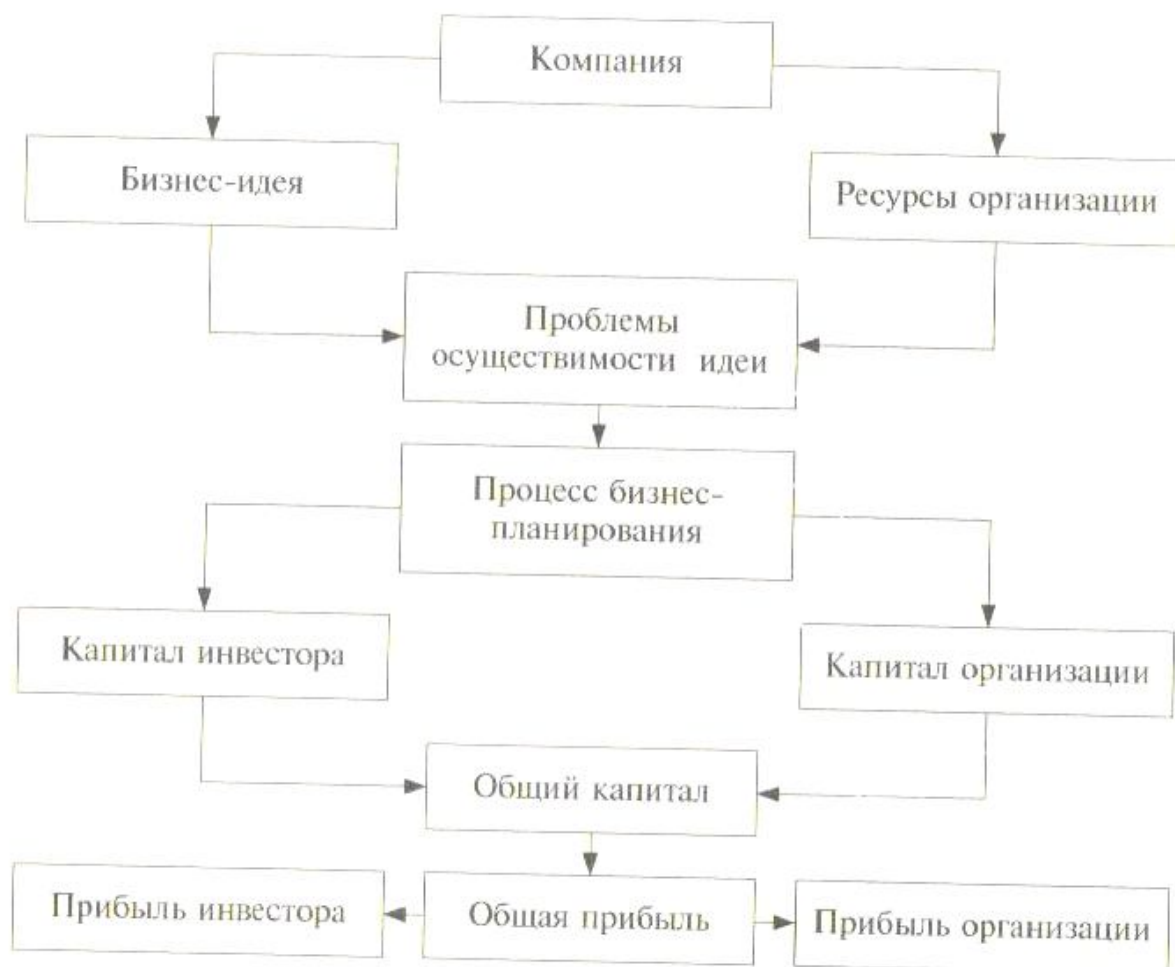 Компания
Бизнес-идея
Ресурсы организации
Проблемы
осуществимости идеи
Процесс бизнес-
планирования
Капитал инвестора
Капитал организации
Общий капитал
Прибыль инвестора
Общая прибыль
Прибыль организации